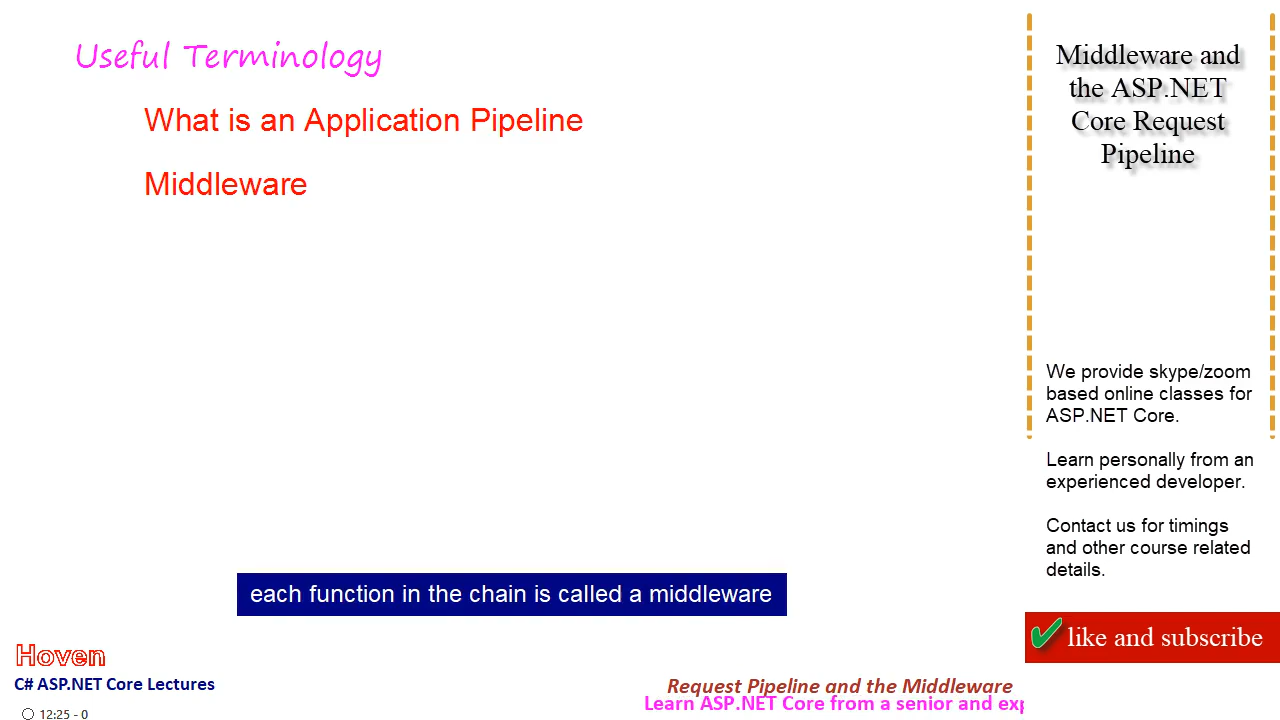 Useful Terminology
What is an Application Pipeline
Middleware
each function in the chain is called a middleware
Hoven
C# ASP.NET Core Lectures
12:25 - 0
Request Pipeline and the Middleware
Learn ASP.NET Core from a senior and exp
Middleware and
the ASP.NET
Core Request
Pipeline
We provide skype/zoom
based online classes for
ASP.NET Core.
Learn personally from an
experienced developer.
Contact us for timings
and other course related
details.
like and subscribe